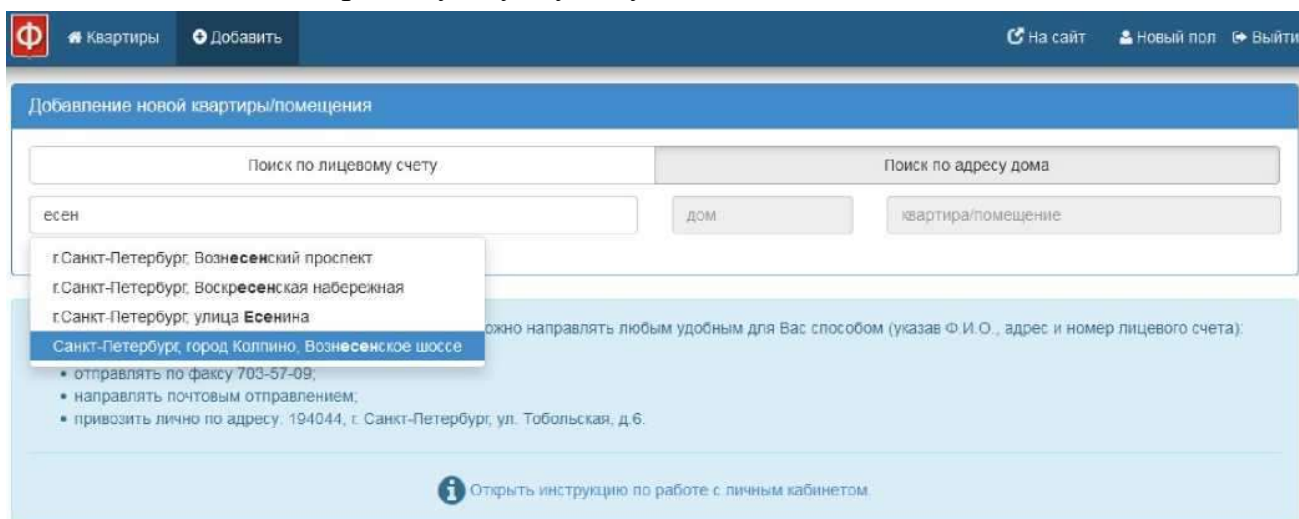 Ф Квартиры Добавить На сайт Новый пол Выйти
Добавление новой квартиры/помещения
Поиск по лицевому счету Поиск по адресу дома
есен дом квартира/помещение
г.Санкт-Петербург, Вознесенский проспект
г.Санкт-Петербург, Воскресенская набережная
г.Санкт-Петербург, улица Есенина
ожно направлять любым удобным для Вас способом (указав Ф.И.О., адрес и номер лицевого счета):
Санкт-Петербург, город Колпино, Вознесенское шоссе
• отправлять по факсу 703-57-09;
• направлять почтовым отправлением;
• привозить лично по адресу: 194044, г. Санкт-Петербург, ул. Тобольская, д.6.
Открыть инструкцию по работе с личным кабинетом.